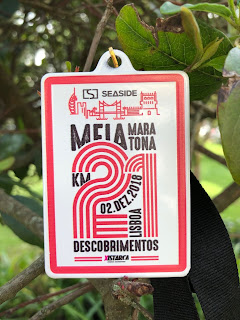 SEASIDE
MEIA MARA
TONA
KM
21
02.DEZ.2018
LISBOA
DESCOBRIMENTOS
XISTARCA